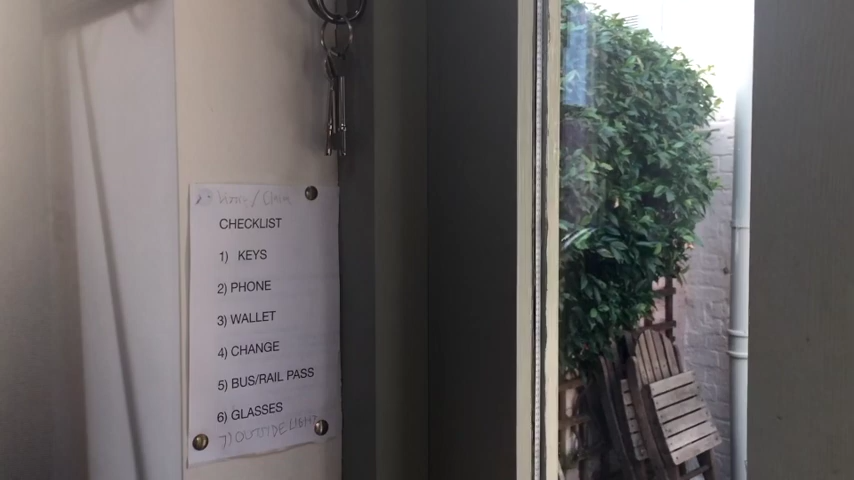 CHECKLIST
1) KEYS
2) PHONE
3) WALLET
4) CHANGE
5) BUS/RAIL PASS
6) GLASSES
7) OUTSIDE LIGHT